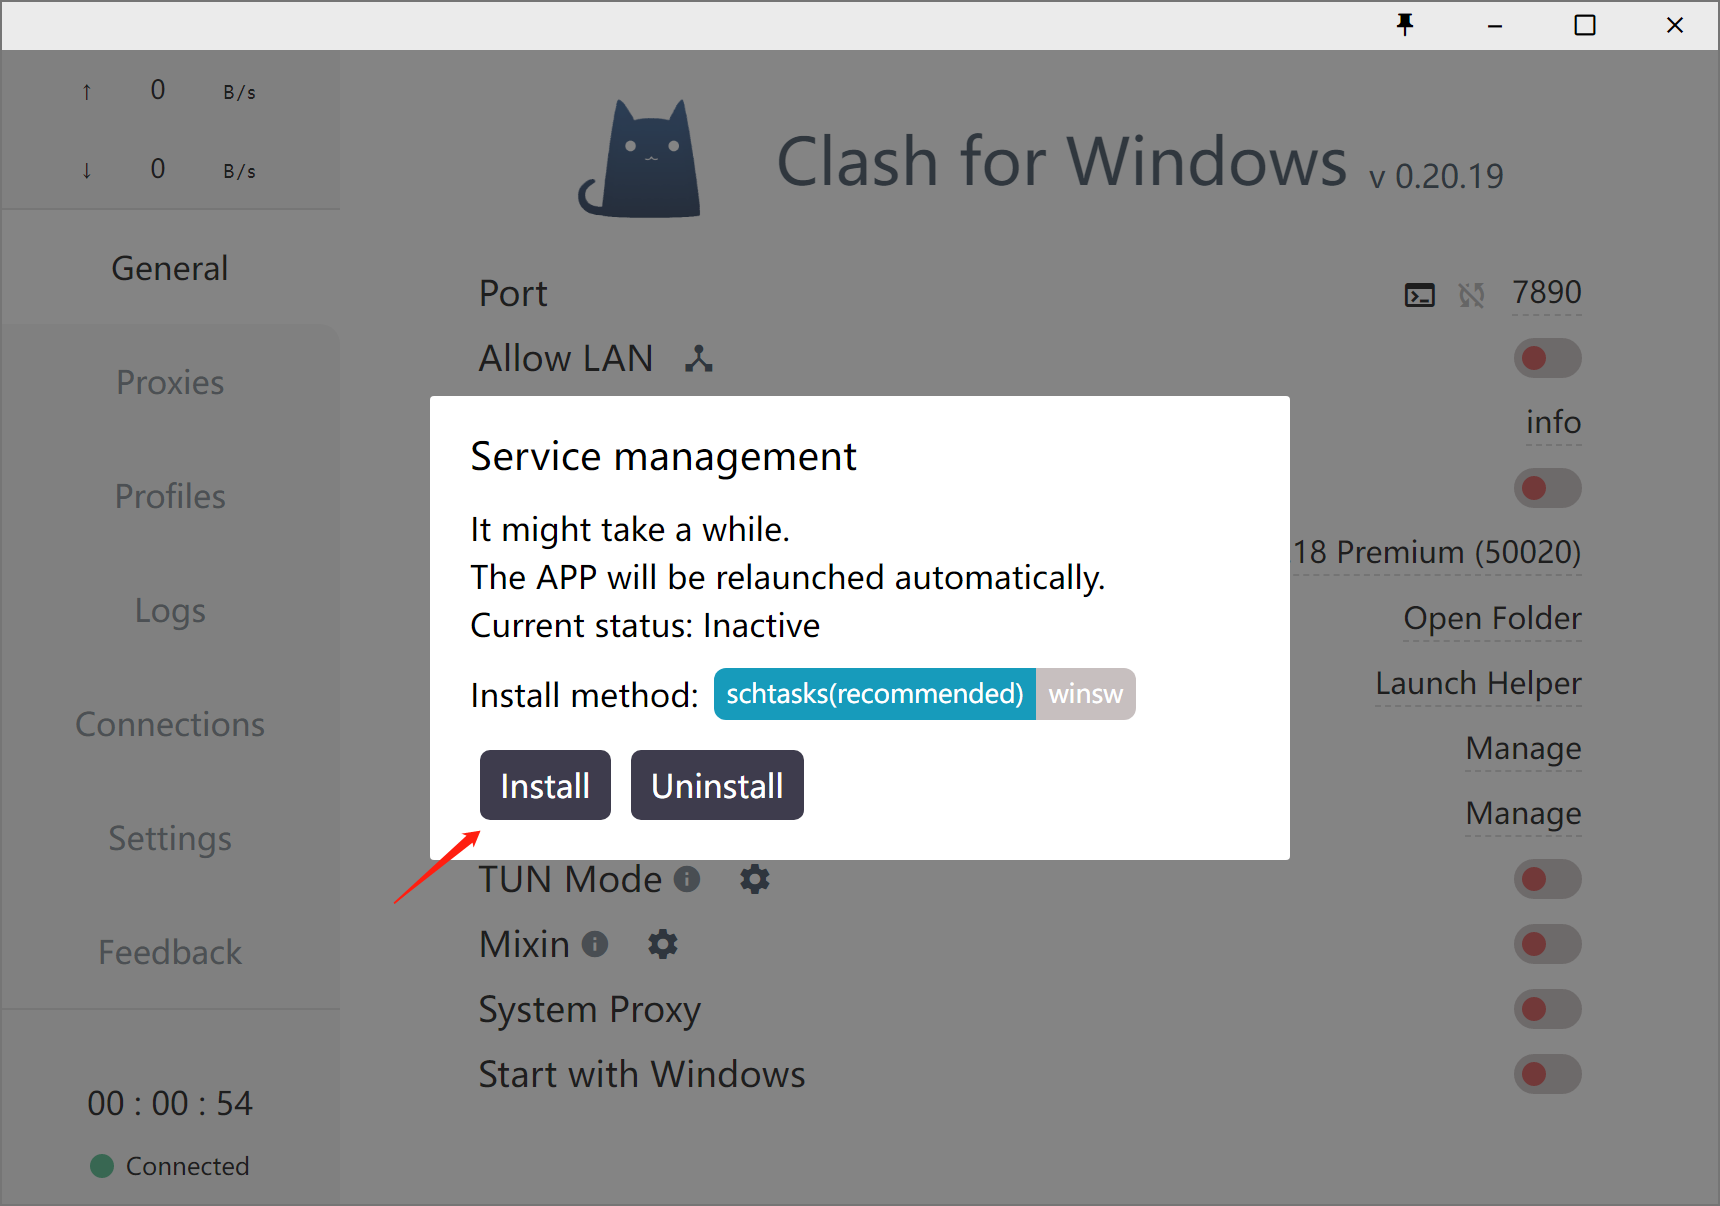 ↑ 0 B/s
↓ 0 B/s
General
Proxies
Profiles
Logs
Connections
Settings
Feedback
00 : 00 : 54
Connected
Clash for Windows v 0.20.19
Port 7890
Allow LAN
info
18 Premium (50020)
Open Folder
Launch Helper
Manage
Manage
Service management
It might take a while.
The APP will be relaunched automatically.
Current status: Inactive
Install method: schtasks(recommended) winsw
Install Uninstall
TUN Mode
Mixin
System Proxy
Start with Windows